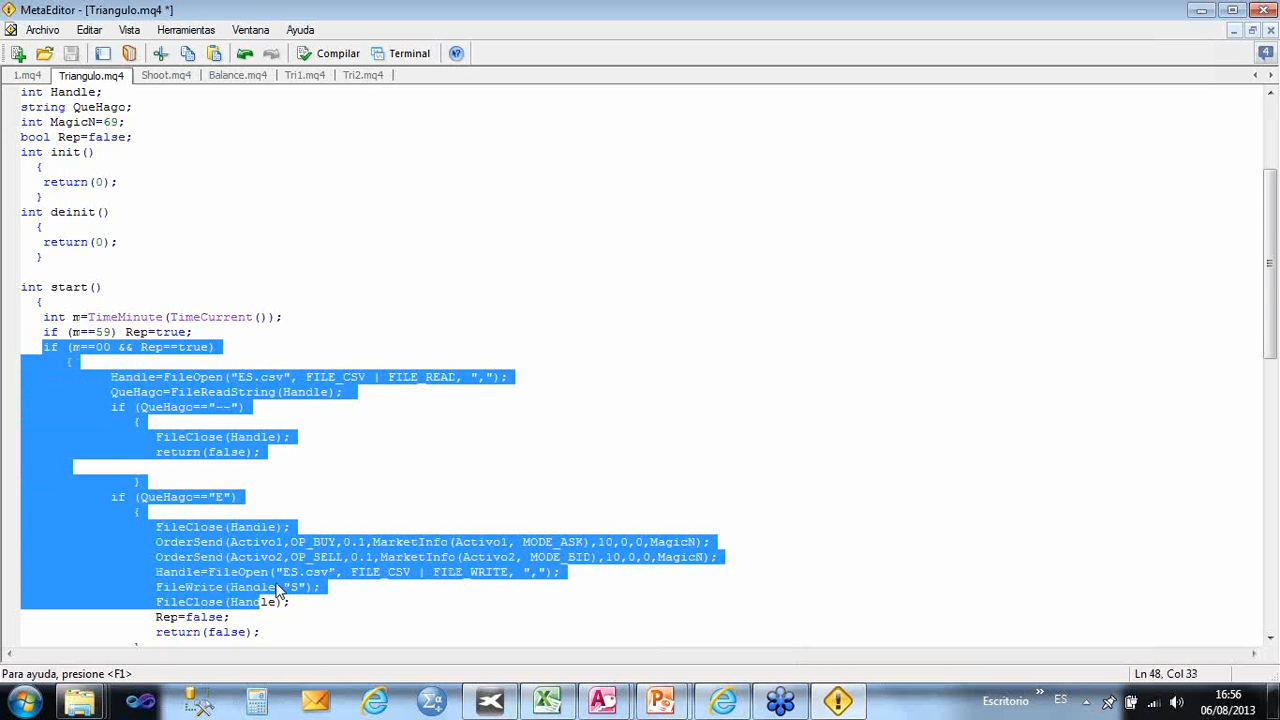 MetaEditor - [Triangulo.mq4 *]
Archivo Editar Vista Herramientas Ventana Ayuda
Compilar Terminal 4
1.mq4 Triangulo.mq4 Shoot.mq4 Balance.mq4 Tri1.mq4 Tri2.mq4
int Handle;
string QueHago;
int MagicN=69;
bool Rep=false;
int init()
{
return(0);
}
int deinit()
{
return(0);
}
int start()
{
int m=TimeMinute(TimeCurrent());
if (m==59) Rep=true;
if (m==00 && Rep==true)
{
Handle=FileOpen("ES.csv", FILE_CSV | FILE_READ, ",");
QueHago=FileReadString(Handle);
if (QueHago=="--")
{
FileClose(Handle);
return(false);
}
if (QueHago=="E")
{
FileClose(Handle);
OrderSend(Activo1,OP_BUY,0.1,MarketInfo(Activo1, MODE_ASK),10,0,0,MagicN);
OrderSend(Activo2,OP_SELL,0.1,MarketInfo(Activo2, MODE_BID),10,0,0,MagicN);
Handle=FileOpen("ES.csv", FILE_CSV | FILE_WRITE, ",");
FileWrite(Handle,"S");
FileClose(Handle);
Rep=false;
return(false);
Para ayuda, presione <F1> Ln 48, Col 33
Escritorio » ES 16:56
06/08/2013